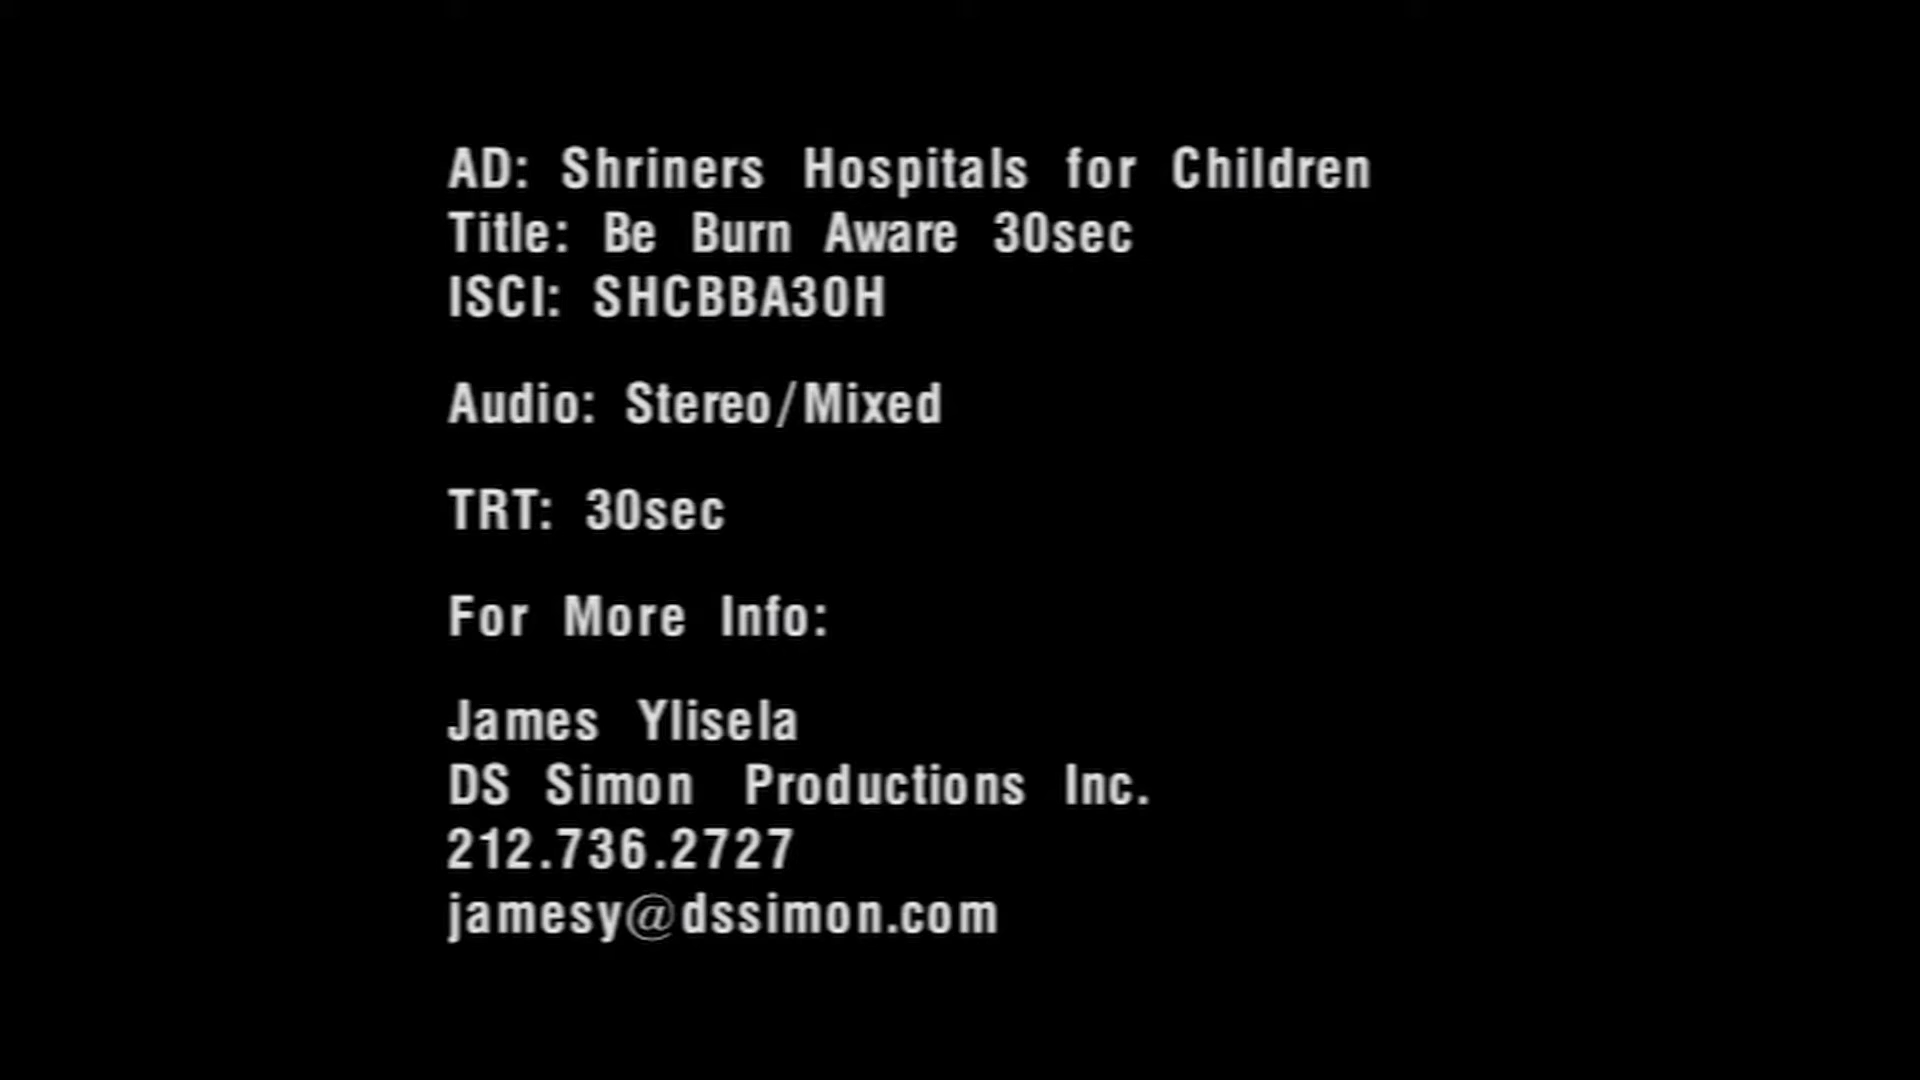 AD: Shriners Hospitals for Children
Title: Be Burn Aware 30sec
ISCI: SHCBBA30H
Audio: Stereo/Mixed
TRT: 30sec
For More Info:
James Ylisela
DS Simon Productions Inc.
212.736.2727
jamesy@dssimon.com